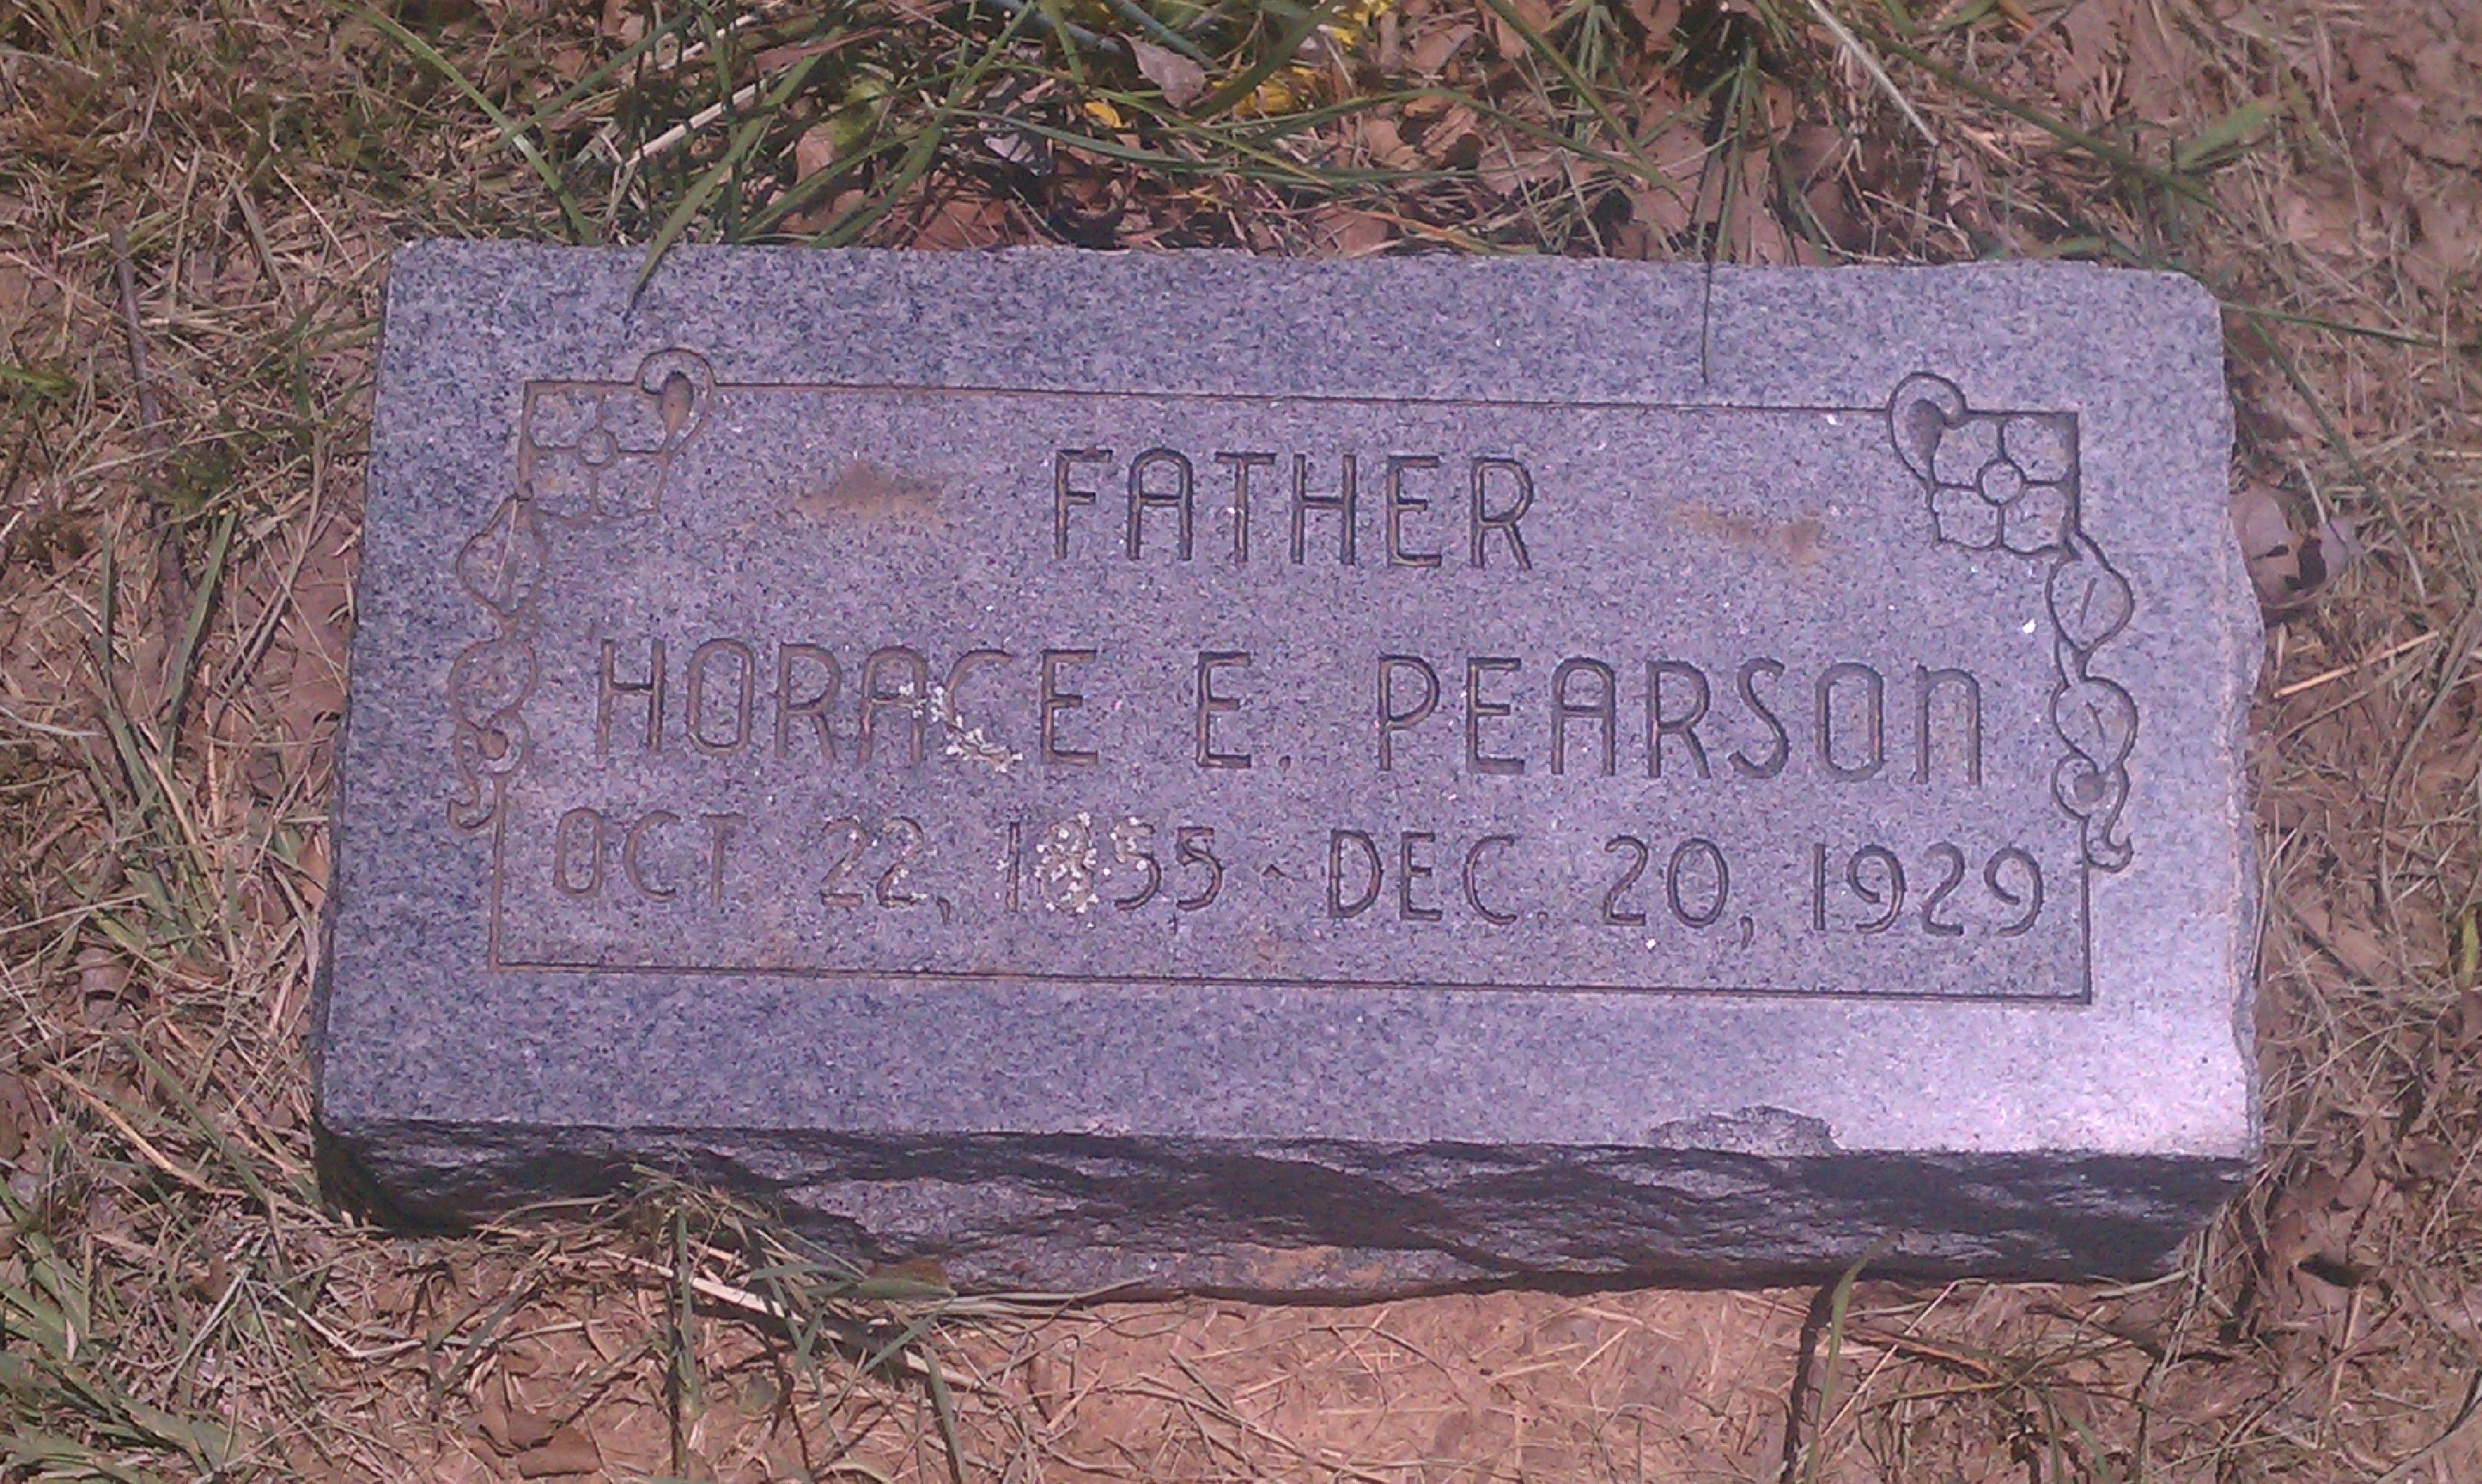 FATHER
HORACE E. PEARSON
OCT. 22, 1855 - DEC. 20, 1929